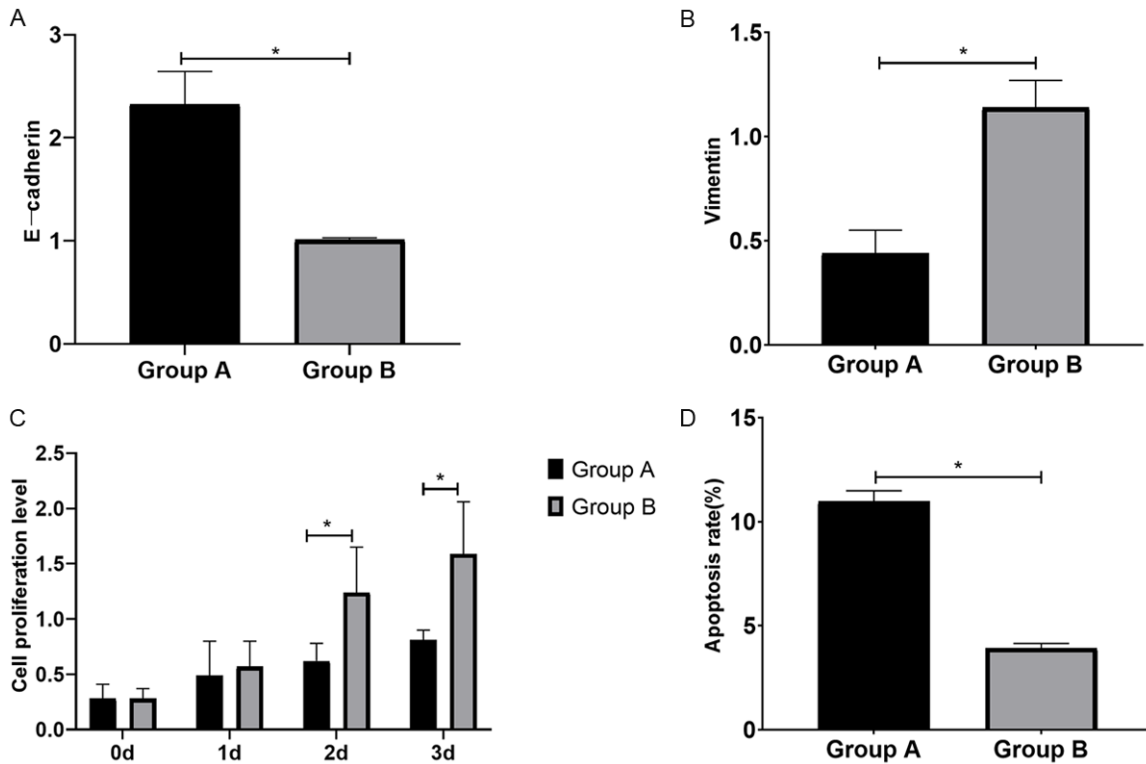 A
E-cadherin
3
2
1
0
*
Group A
Group B
B
Vimentin
1.5
1.0
0.5
0.0
*
Group A
Group B
C
Cell proliferation level
2.5
2.0
1.5
1.0
0.5
0.0
*
*
0d
1d
2d
3d
Group A
Group B
D
Apoptosis rate(%)
15
10
5
0
*
Group A
Group B